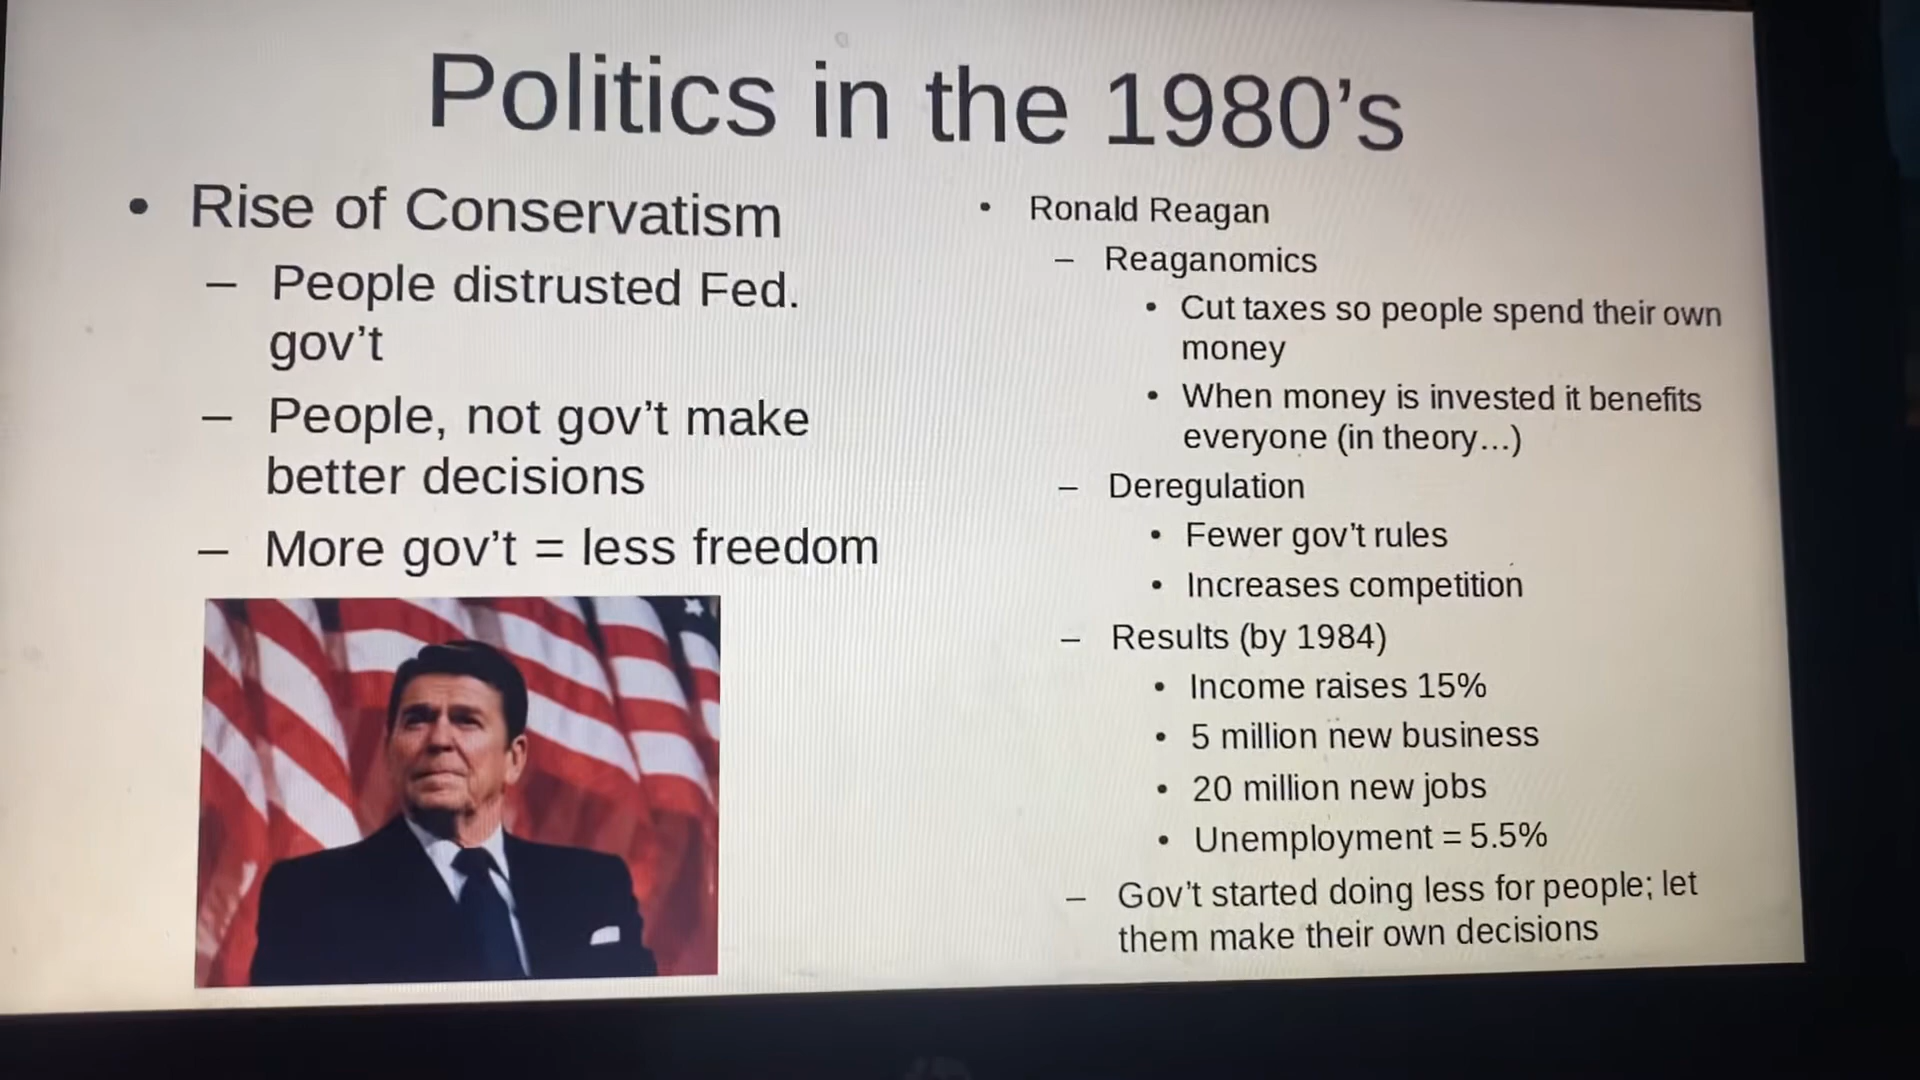 Politics in the 1980’s
• Rise of Conservatism
– People distrusted Fed.
gov’t
– People, not gov’t make
better decisions
– More gov’t = less freedom
• Ronald Reagan
– Reaganomics
• Cut taxes so people spend their own
money
• When money is invested it benefits
everyone (in theory…)
– Deregulation
• Fewer gov’t rules
• Increases competition
– Results (by 1984)
• Income raises 15%
• 5 million new business
• 20 million new jobs
• Unemployment = 5.5%
– Gov’t started doing less for people; let
them make their own decisions